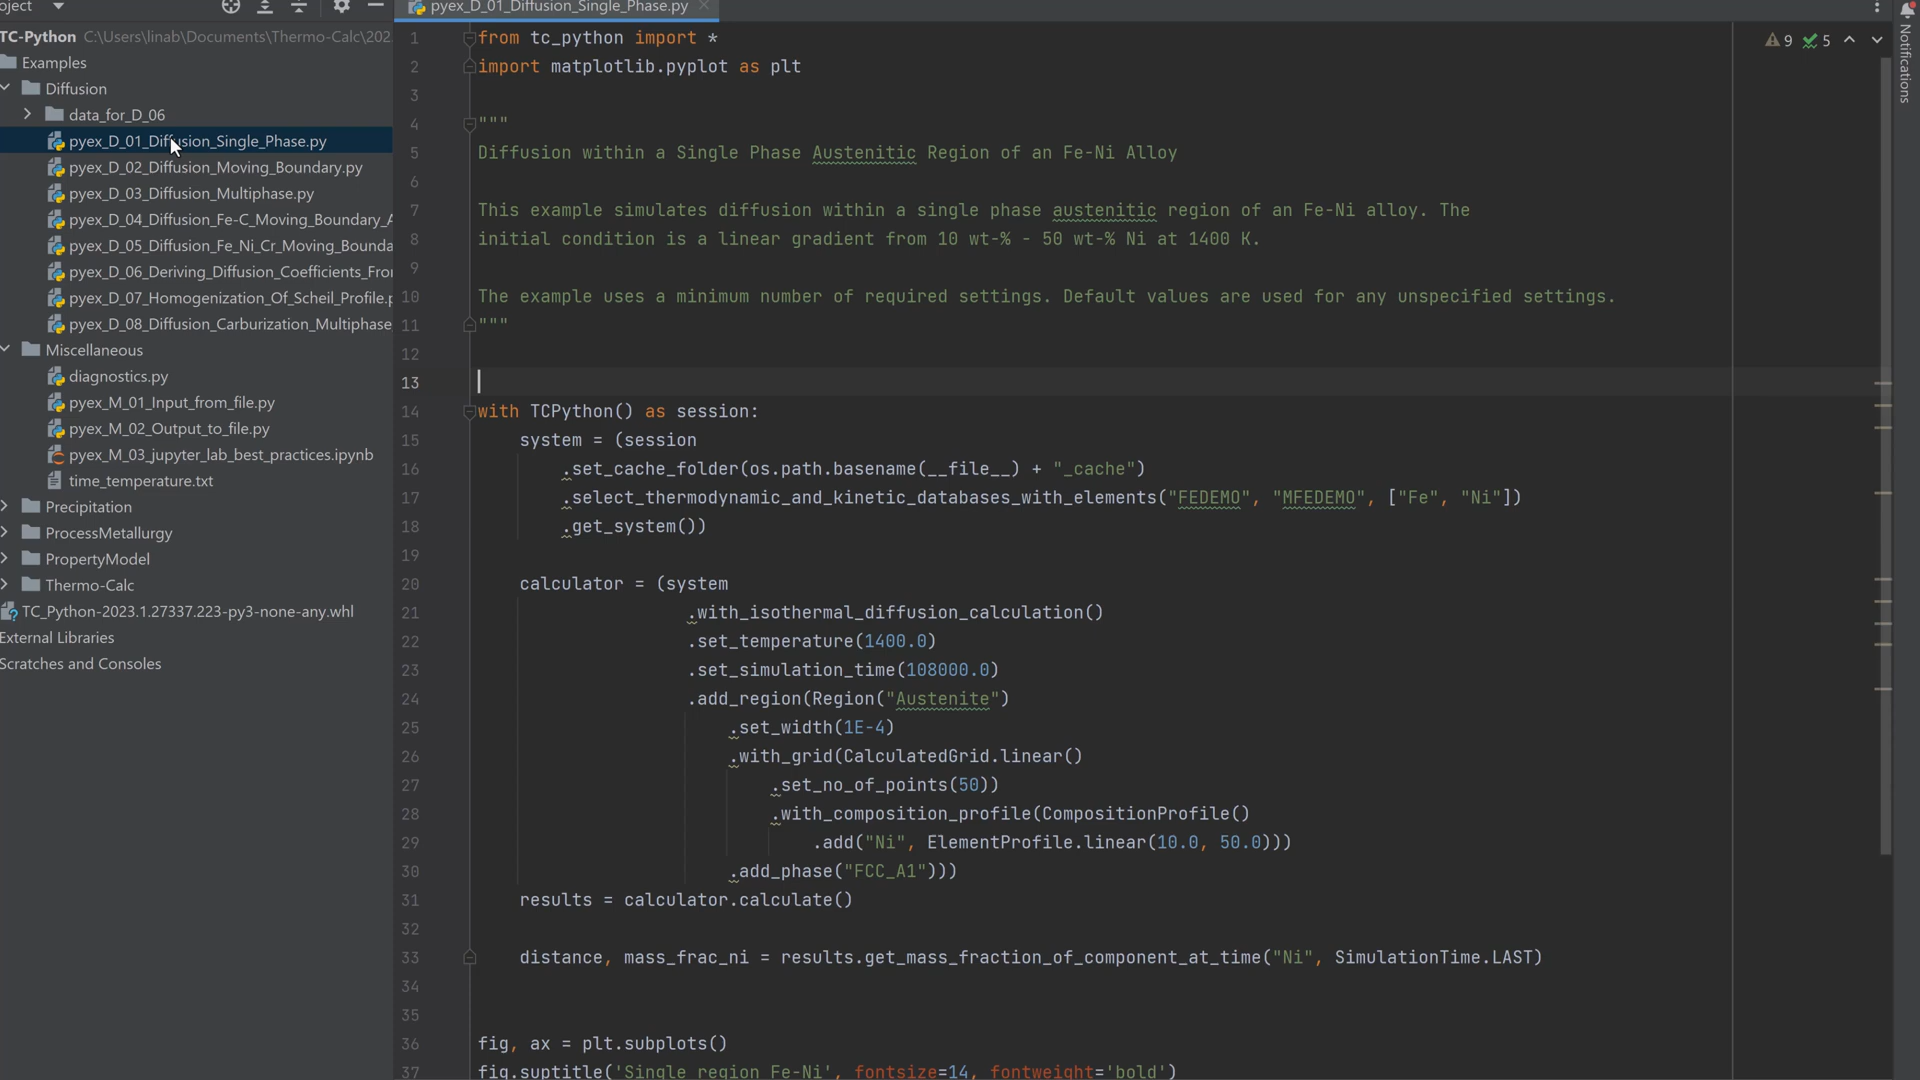 oject
TC-Python C:\Users\linab\Documents\Thermo-Calc\202
Examples
Diffusion
data_for_D_06
pyex_D_01_Diffusion_Single_Phase.py
pyex_D_02_Diffusion_Moving_Boundary.py
pyex_D_03_Diffusion_Multiphase.py
pyex_D_04_Diffusion_Fe-C_Moving_Boundary_A
pyex_D_05_Diffusion_Fe_Ni_Cr_Moving_Bounda
pyex_D_06_Deriving_Diffusion_Coefficients_Fro
pyex_D_07_Homogenization_Of_Scheil_Profile.p
pyex_D_08_Diffusion_Carburization_Multiphase
Miscellaneous
diagnostics.py
pyex_M_01_Input_from_file.py
pyex_M_02_Output_to_file.py
pyex_M_03_jupyter_lab_best_practices.ipynb
time_temperature.txt
Precipitation
ProcessMetallurgy
PropertyModel
Thermo-Calc
TC_Python-2023.1.27337.223-py3-none-any.whl
External Libraries
Scratches and Consoles
pyex_D_01_Diffusion_Single_Phase.py
1 from tc_python import *
2 import matplotlib.pyplot as plt
3
4 """
5 Diffusion within a Single Phase Austenitic Region of an Fe-Ni Alloy
6
7 This example simulates diffusion within a single phase austenitic region of an Fe-Ni alloy. The
8 initial condition is a linear gradient from 10 wt-% - 50 wt-% Ni at 1400 K.
9
10 The example uses a minimum number of required settings. Default values are used for any unspecified settings.
11 """
12
13
14 with TCPython() as session:
15 system = (session
16 .set_cache_folder(os.path.basename(__file__) + "_cache")
17 .select_thermodynamic_and_kinetic_databases_with_elements("FEDEMO", "MFEDEMO", ["Fe", "Ni"])
18 .get_system())
19
20 calculator = (system
21 .with_isothermal_diffusion_calculation()
22 .set_temperature(1400.0)
23 .set_simulation_time(108000.0)
24 .add_region(Region("Austenite")
25 .set_width(1E-4)
26 .with_grid(CalculatedGrid.linear()
27 .set_no_of_points(50))
28 .with_composition_profile(CompositionProfile()
29 .add("Ni", ElementProfile.linear(10.0, 50.0)))
30 .add_phase("FCC_A1")))
31 results = calculator.calculate()
32
33 distance, mass_frac_ni = results.get_mass_fraction_of_component_at_time("Ni", SimulationTime.LAST)
34
35
36 fig, ax = plt.subplots()
37 fig.suptitle('Single region Fe-Ni', fontsize=14, fontweight='bold')
9 5
Notifications